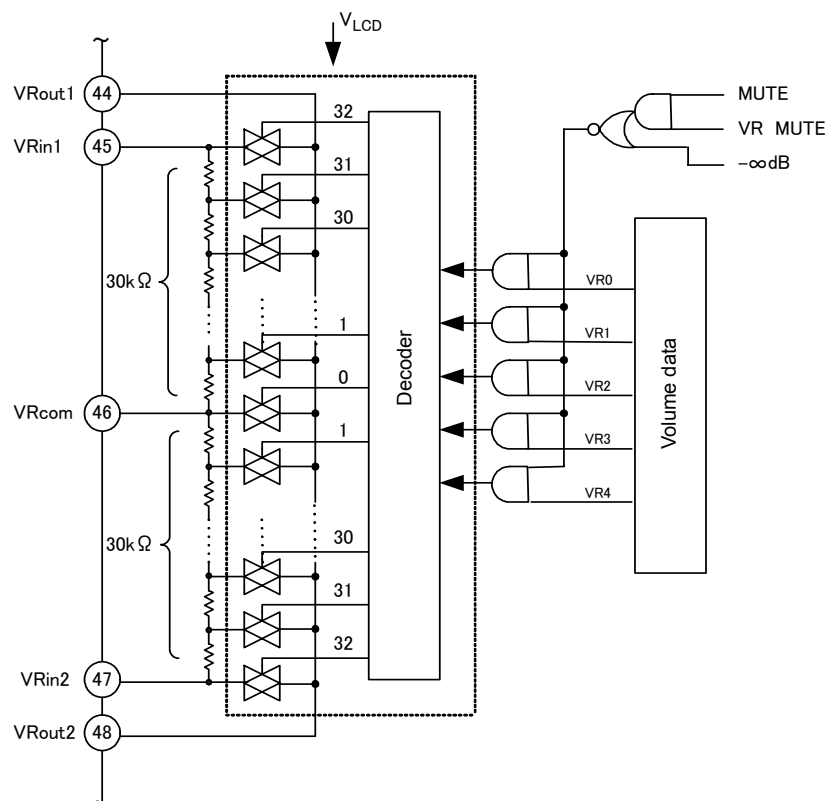 VLCD
VRout1 44
VRin1 45
30kΩ
VRcom 46
30kΩ
VRin2 47
VRout2 48
32
31
30
1
0
1
30
31
32
Decoder
MUTE
VR MUTE
-∞dB
VR0
VR1
VR2
VR3
VR4
Volume data